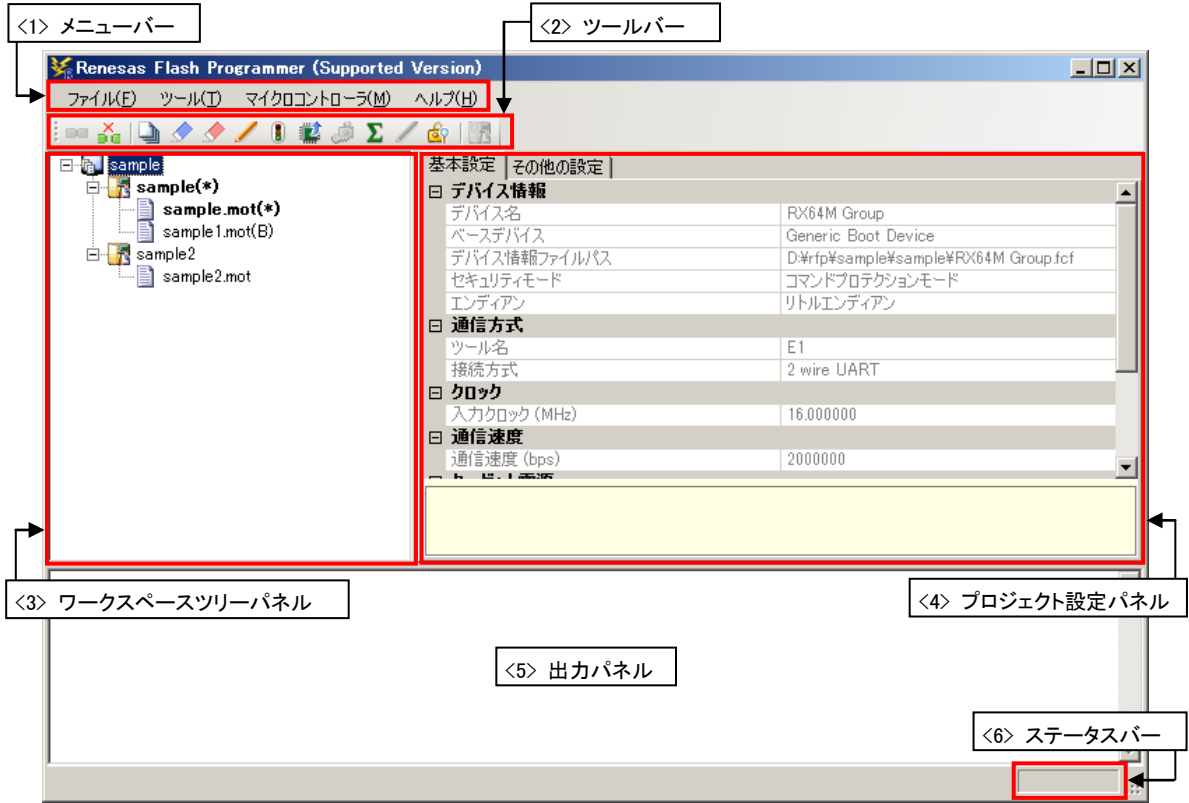 <1> メニューバー
<2> ツールバー
Renesas Flash Programmer (Supported Version)
ファイル(F) ツール(T) マイクロコントローラ(M) ヘルプ(H)
sample
sample(*)
sample.mot(*)
sample1.mot(B)
sample2
sample2.mot
基本設定 その他の設定
デバイス情報
デバイス名 RX64M Group
ベースデバイス Generic Boot Device
デバイス情報ファイルパス D:¥rfp¥sample¥sample¥RX64M Group.fcf
セキュリティモード コマンドプロテクションモード
エンディアン リトルエンディアン
通信方式
ツール名 E1
接続方式 2 wire UART
クロック
入力クロック (MHz) 16.000000
通信速度
通信速度 (bps) 2000000
<3> ワークスペースツリーパネル
<4> プロジェクト設定パネル
<5> 出力パネル
<6> ステータスバー